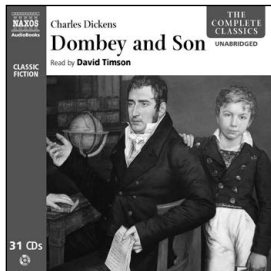 NAXOS
AudioBooks
CLASSIC
FICTION
Charles Dickens
Dombey and Son
Read by David Timson
THE
COMPLETE
CLASSICS
UNABRIDGED
31 CDs